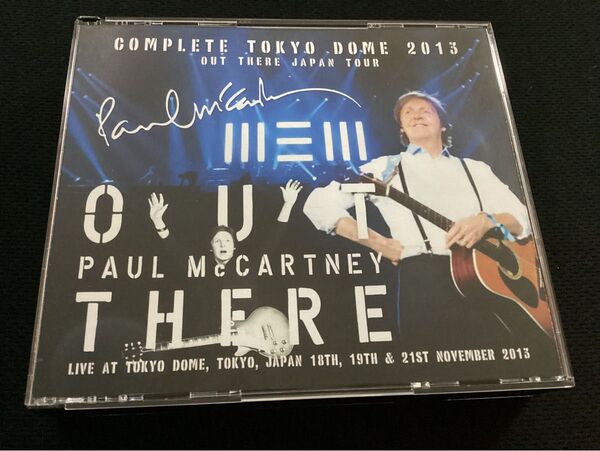 COMPLETE TOKYO DOME 2013
OUT THERE JAPAN TOUR
Paul McCartney
OUT
PAUL McCARTNEY
THERE
LIVE AT TOKYO DOME, TOKYO, JAPAN 18TH, 19TH & 21ST NOVEMBER 2013